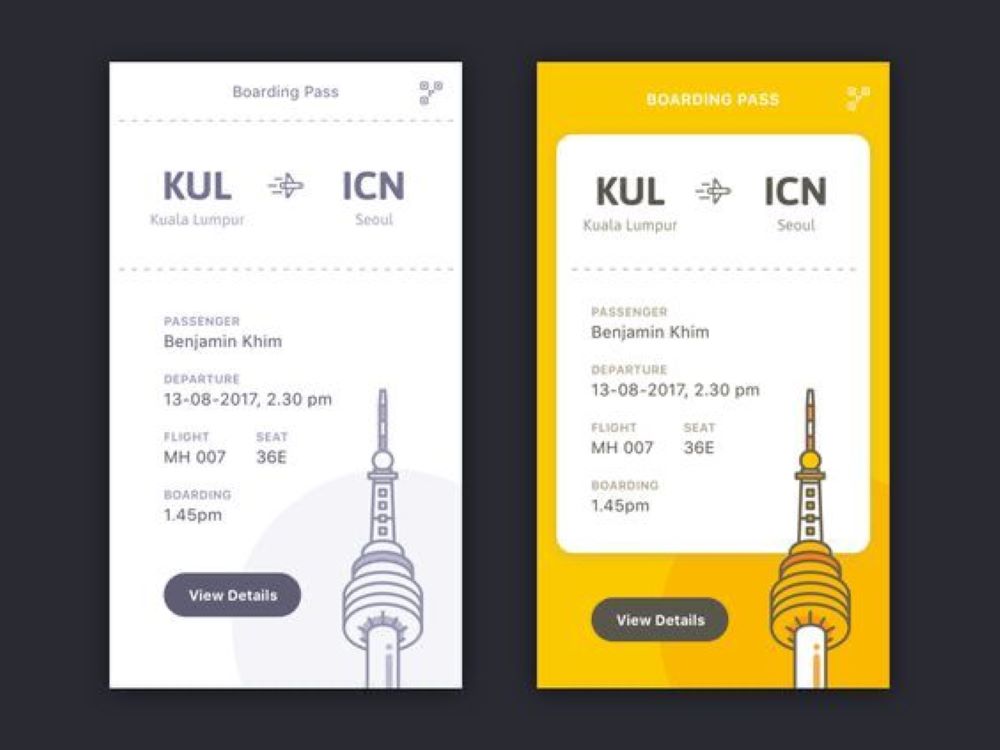 Boarding Pass
KUL ICN
Kuala Lumpur Seoul
PASSENGER
Benjamin Khim
DEPARTURE
13-08-2017, 2.30 pm
FLIGHT SEAT
MH 007 36E
BOARDING
1.45pm
View Details
BOARDING PASS
KUL ICN
Kuala Lumpur Seoul
PASSENGER
Benjamin Khim
DEPARTURE
13-08-2017, 2.30 pm
FLIGHT SEAT
MH 007 36E
BOARDING
1.45pm
View Details